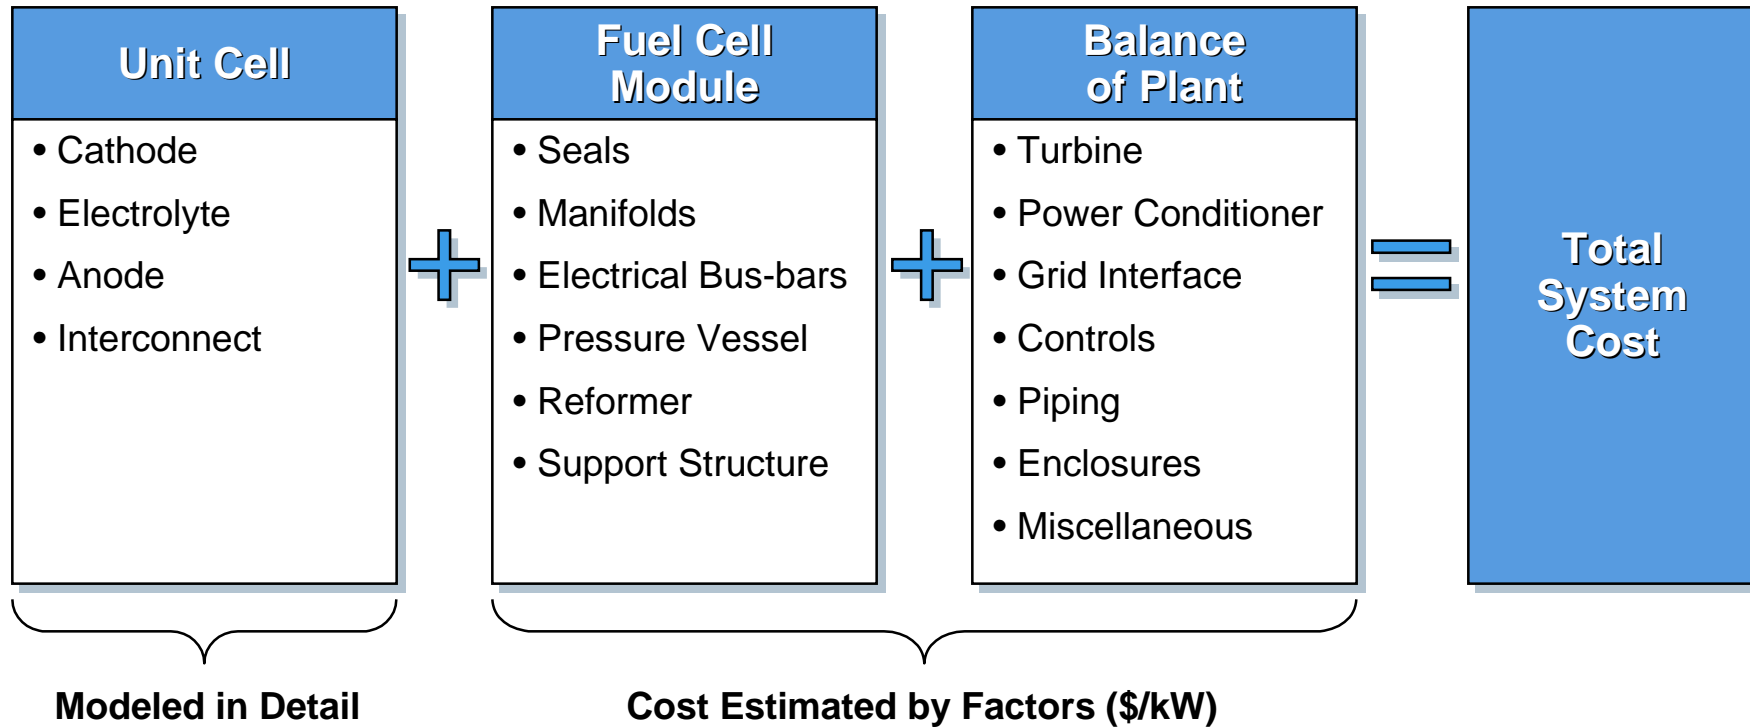 Unit Cell
• Cathode
• Electrolyte
• Anode
• Interconnect
Fuel Cell
Module
• Seals
• Manifolds
• Electrical Bus-bars
• Pressure Vessel
• Reformer
• Support Structure
Balance
of Plant
• Turbine
• Power Conditioner
• Grid Interface
• Controls
• Piping
• Enclosures
• Miscellaneous
Total
System
Cost
Modeled in Detail
Cost Estimated by Factors ($/kW)